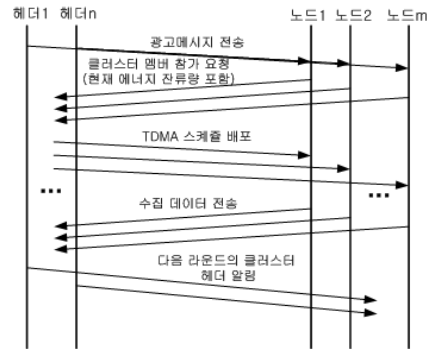 헤더1 헤더n 노드1 노드2 노드m
광고메시지 전송
클러스터 멤버 참가 요청
(현재 에너지 잔류량 포함)
TDMA 스케쥴 배포
...
...
수집 데이터 전송
다음 라운드의 클러스터
헤더 알림